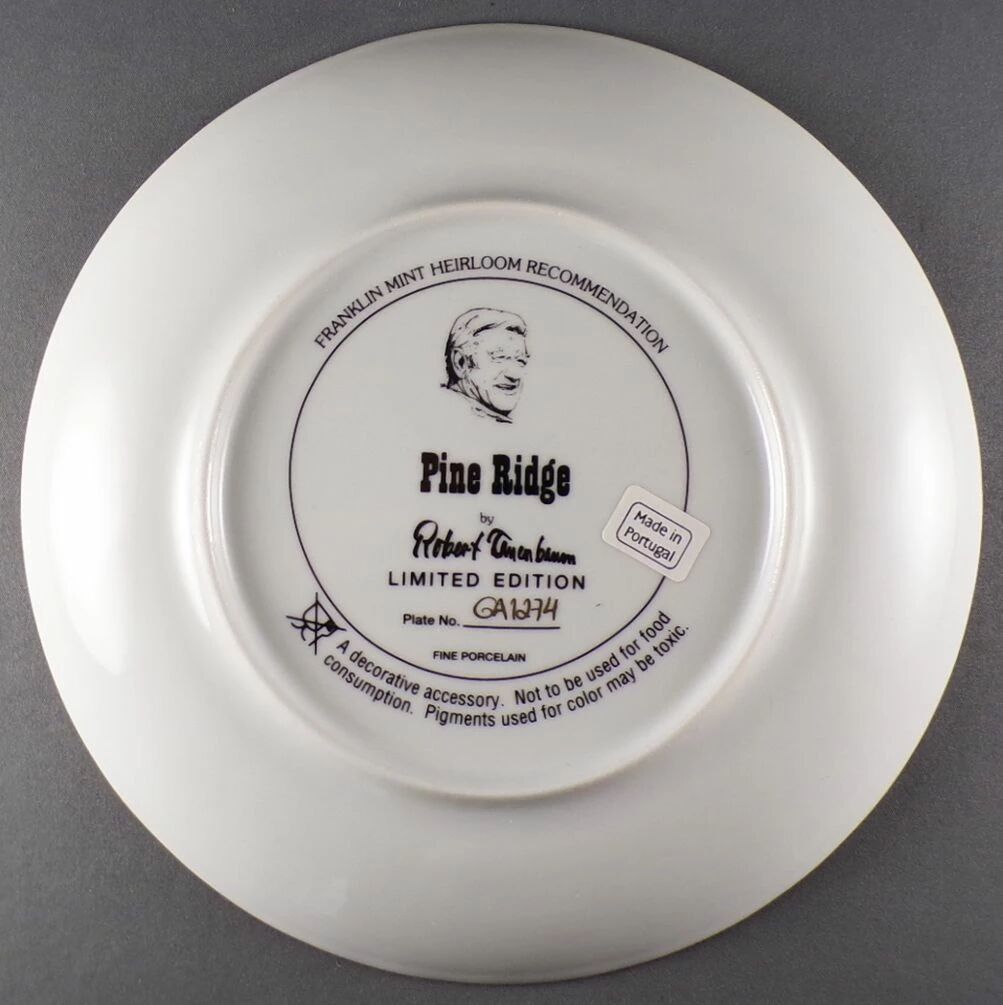 FRANKLIN MINT HEIRLOOM RECOMMENDATION
Pine Ridge
by
Robert Tanenbaum
LIMITED EDITION
Plate No. GA1274
FINE PORCELAIN
A decorative accessory. Not to be used for food
consumption. Pigments used for color may be toxic.
Made in
Portugal